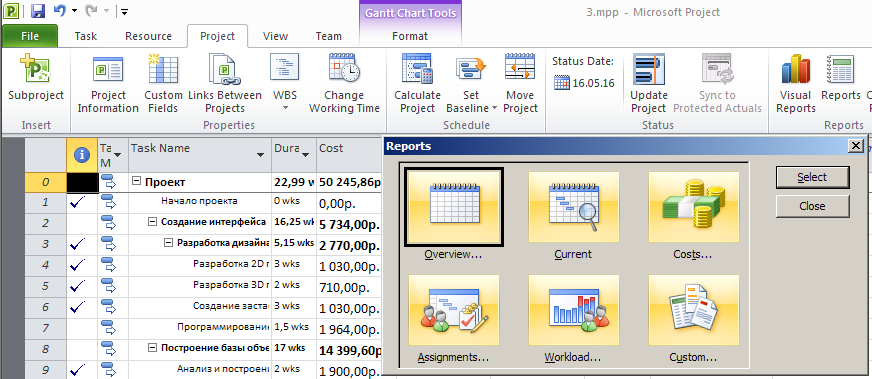 Gantt Chart Tools
3.mpp - Microsoft Project
File Task Resource Project View Team Format
Subproject
Project Information
Custom Fields
Links Between Projects
WBS
Change Working Time
Calculate Project
Set Baseline
Move Project
Status Date:
16.05.16
Update Project
Sync to Protected Actuals
Visual Reports
Reports
Insert Properties Schedule Status Reports
Task Name Dura Cost
0 Проект 22,99 w 50 245,86р
1 Начало проекта 0 wks 0,00р.
2 Создание интерфейса 16,25 wk 5 734,00р.
3 Разработка дизайна 5,15 wks 2 770,00р.
4 Разработка 2D 3 wks 1 030,00р.
5 Разработка 3D 2 wks 710,00р.
6 Создание заста 3 wks 1 030,00р.
7 Программирование 1,5 wks 1 964,00р.
8 Построение базы объе 17 wks 14 399,60р
9 Анализ и построен 2 wks 1 900,00р.
Reports
Overview...
Current
Costs...
Assignments...
Workload...
Custom...
Select
Close